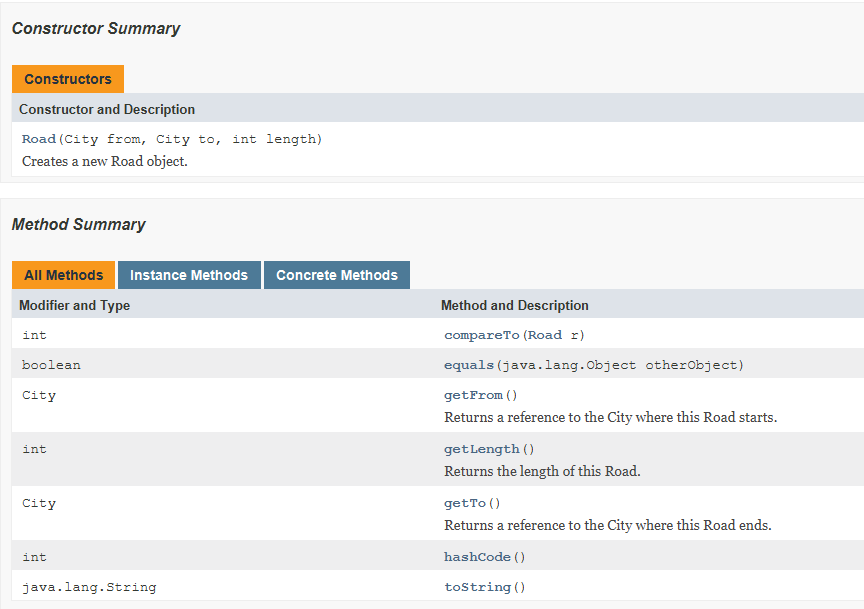 Constructor Summary
Constructors
Constructor and Description
Road(City from, City to, int length)
Creates a new Road object.
Method Summary
All Methods Instance Methods Concrete Methods
Modifier and Type Method and Description
int compareTo(Road r)
boolean equals(java.lang.Object otherObject)
City getFrom()
Returns a reference to the City where this Road starts.
int getLength()
Returns the length of this Road.
City getTo()
Returns a reference to the City where this Road ends.
int hashCode()
java.lang.String toString()